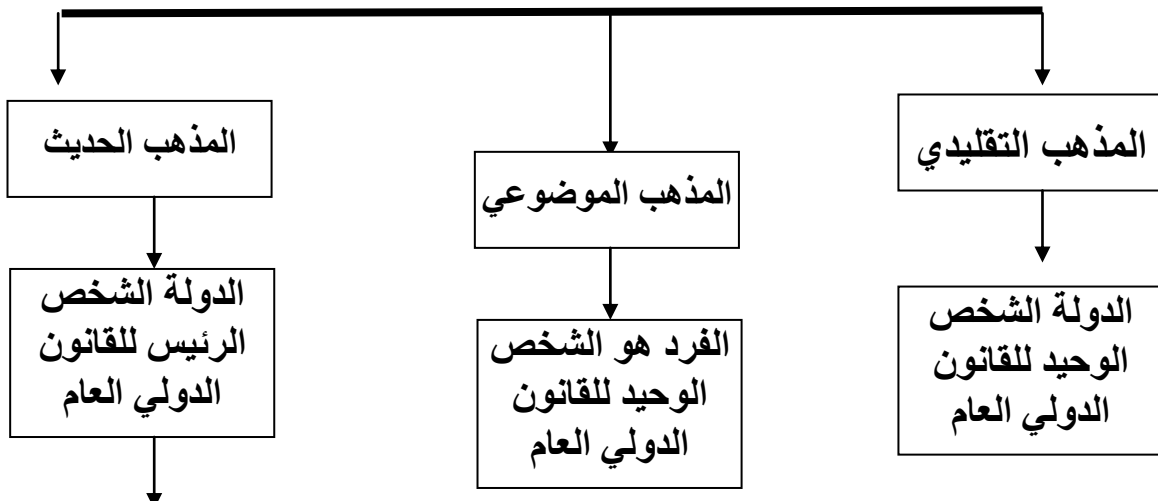 المذهب التقليدي
الدولة الشخص
الوحيد للقانون
الدولي العام
المذهب الموضوعي
الفرد هو الشخص
الوحيد للقانون
الدولي العام
المذهب الحديث
الدولة الشخص
الرئيس للقانون
الدولي العام